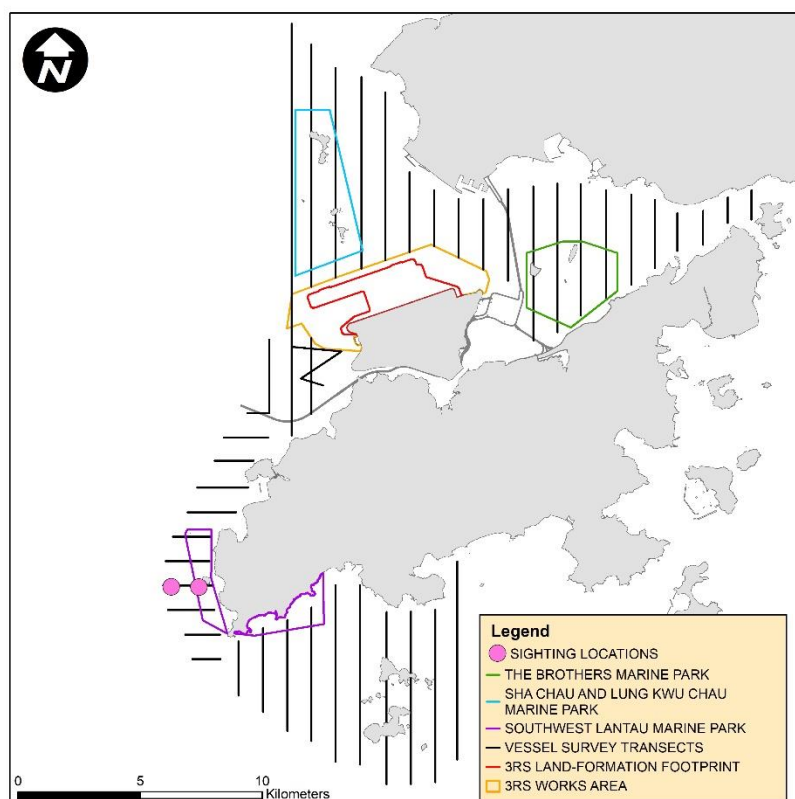 N
Legend
SIGHTING LOCATIONS
THE BROTHERS MARINE PARK
SHA CHAU AND LUNG KWU CHAU
MARINE PARK
SOUTHWEST LANTAU MARINE PARK
VESSEL SURVEY TRANSECTS
3RS LAND-FORMATION FOOTPRINT
3RS WORKS AREA
0 5 10
Kilometers